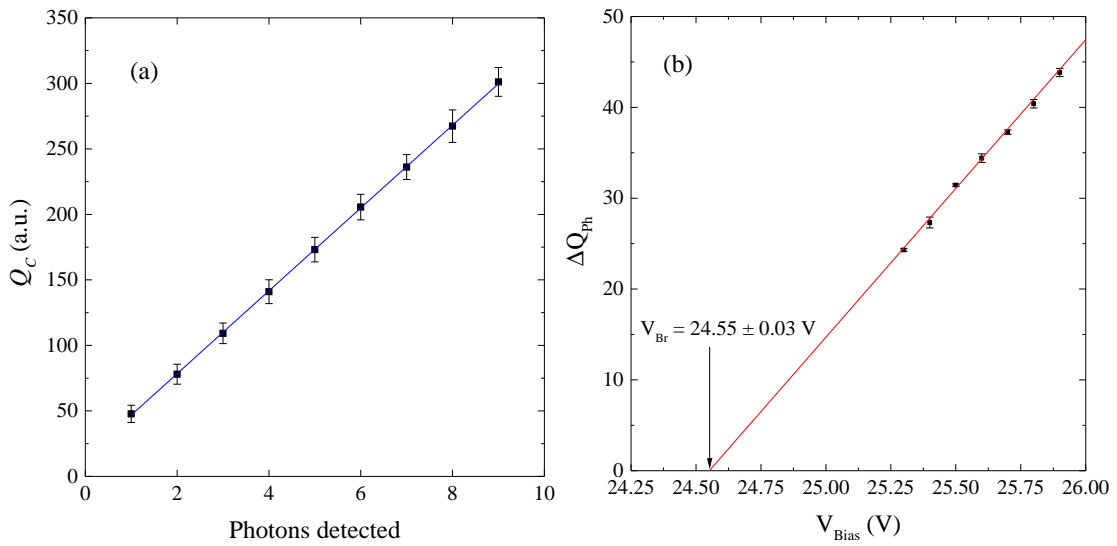 350
300
250
200
150
100
50
0
Q_C (a.u.)
(a)
0 2 4 6 8 10
Photons detected
50
40
30
20
10
0
ΔQ_Ph
(b)
V_Br = 24.55 ± 0.03 V
24.25 24.50 24.75 25.00 25.25 25.50 25.75 26.00
V_Bias (V)